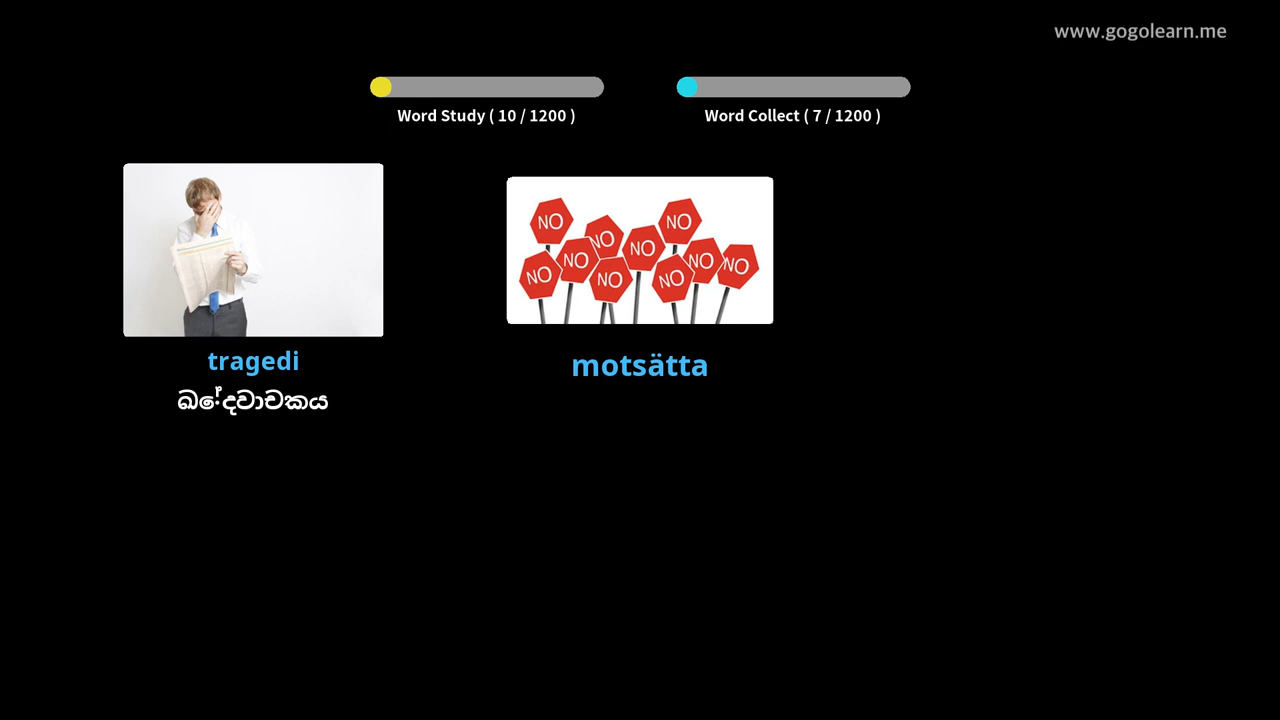 www.gogolearn.me
Word Study ( 10 / 1200 )
Word Collect ( 7 / 1200 )
NO
NO
NO
NO
NO
NO
NO
NO
NO
NO
tragedi
motsätta
ඛේදවාචකය